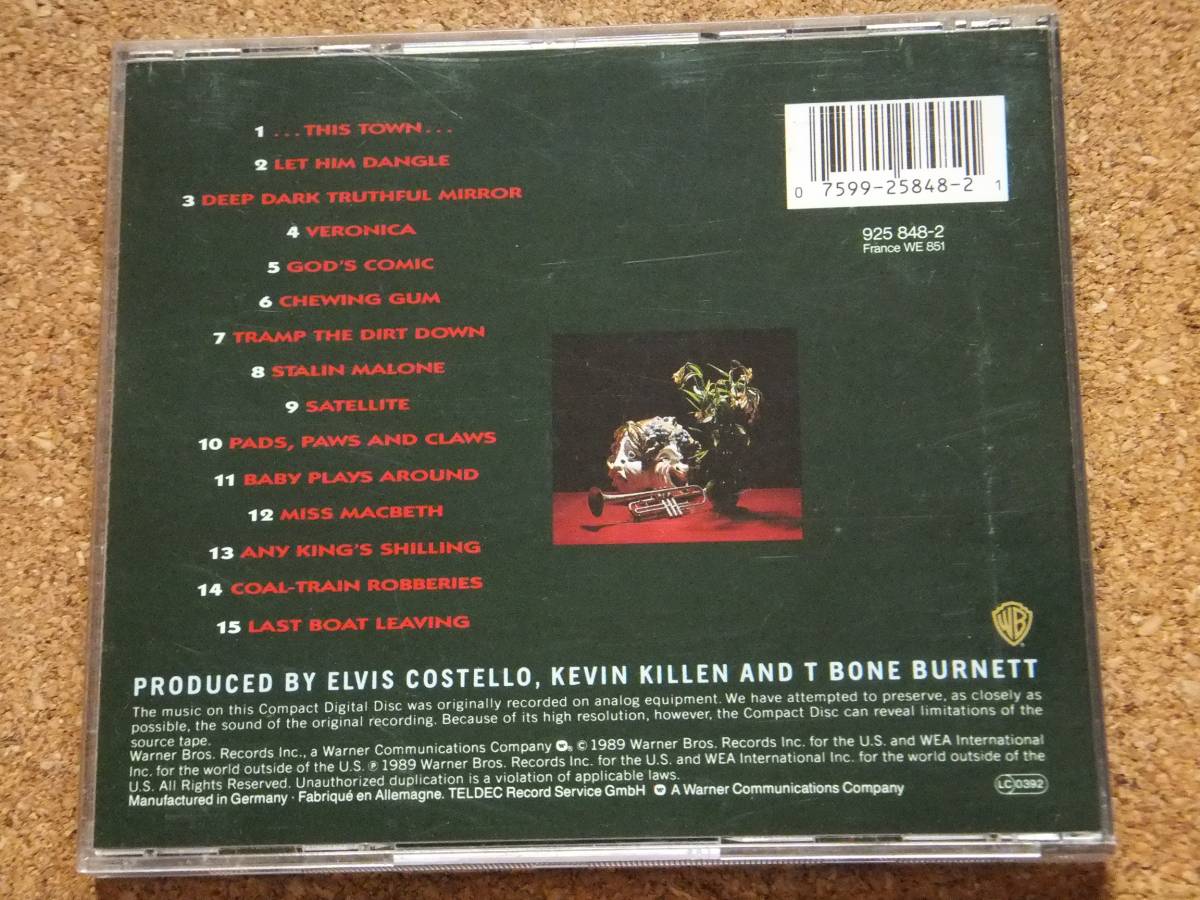 1 ...THIS TOWN...
2 LET HIM DANGLE
3 DEEP DARK TRUTHFUL MIRROR
4 VERONICA
5 GOD'S COMIC
6 CHEWING GUM
7 TRAMP THE DIRT DOWN
8 STALIN MALONE
9 SATELLITE
10 PADS, PAWS AND CLAWS
11 BABY PLAYS AROUND
12 MISS MACBETH
13 ANY KING'S SHILLING
14 COAL-TRAIN ROBBERIES
15 LAST BOAT LEAVING
0 7599-25848-2 1
925 848-2
France WE 851
WB
PRODUCED BY ELVIS COSTELLO, KEVIN KILLEN AND T BONE BURNETT
The music on this Compact Digital Disc was originally recorded on analog equipment. We have attempted to preserve, as closely as
possible, the sound of the original recording. Because of its high resolution, however, the Compact Disc can reveal limitations of the
source tape.
Warner Bros. Records Inc., a Warner Communications Company © 1989 Warner Bros. Records Inc. for the U.S. and WEA International
Inc. for the world outside of the U.S. ℗ 1989 Warner Bros. Records Inc. for the U.S. and WEA International Inc. for the world outside of the
U.S. All Rights Reserved. Unauthorized duplication is a violation of applicable laws.
Manufactured in Germany · Fabriqué en Allemagne. TELDEC Record Service GmbH A Warner Communications Company
LC 0392